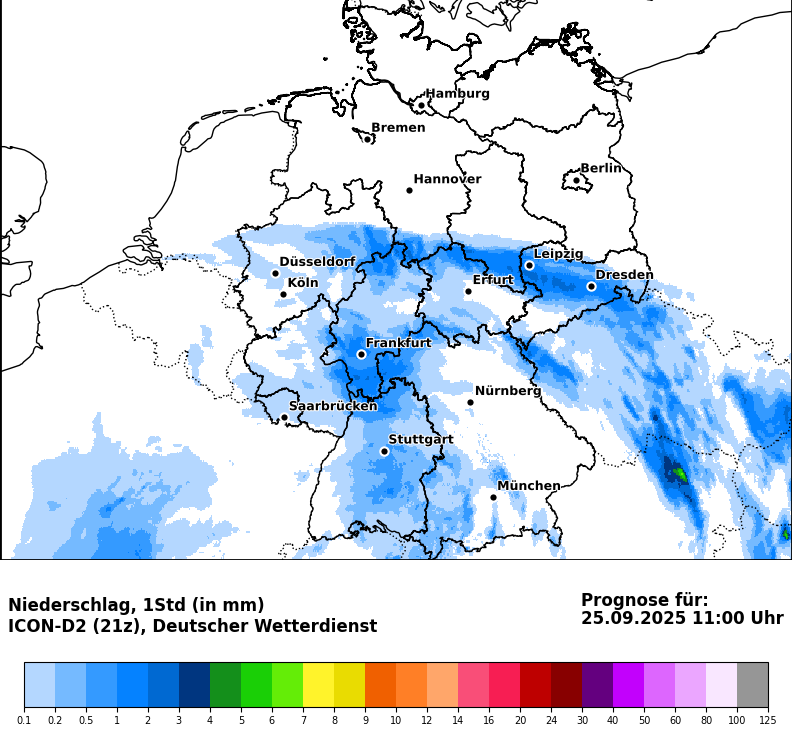 Hamburg
Bremen
Berlin
Hannover
Leipzig
Düsseldorf
Dresden
Köln
Erfurt
Frankfurt
Nürnberg
Saarbrücken
Stuttgart
München
Niederschlag, 1Std (in mm)
ICON-D2 (21z), Deutscher Wetterdienst
Prognose für:
25.09.2025 11:00 Uhr
0.1 0.2 0.5 1 2 3 4 5 6 7 8 9 10 12 14 16 20 24 30 40 50 60 80 100 125